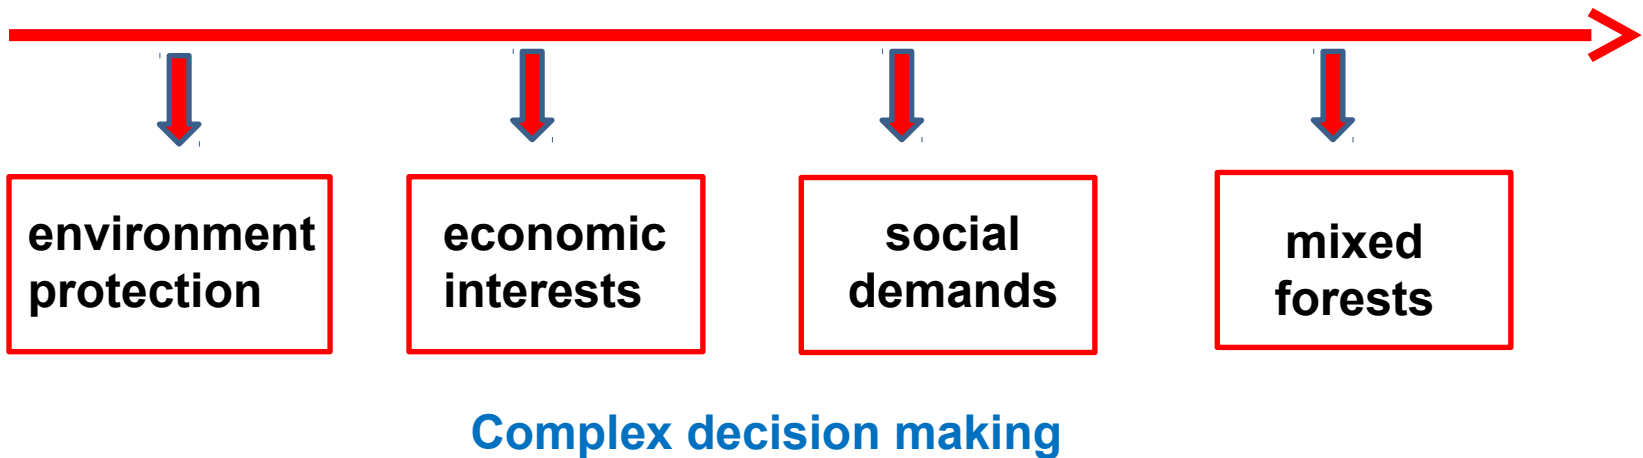 environment
protection
economic
interests
social
demands
mixed
forests
Complex decision making